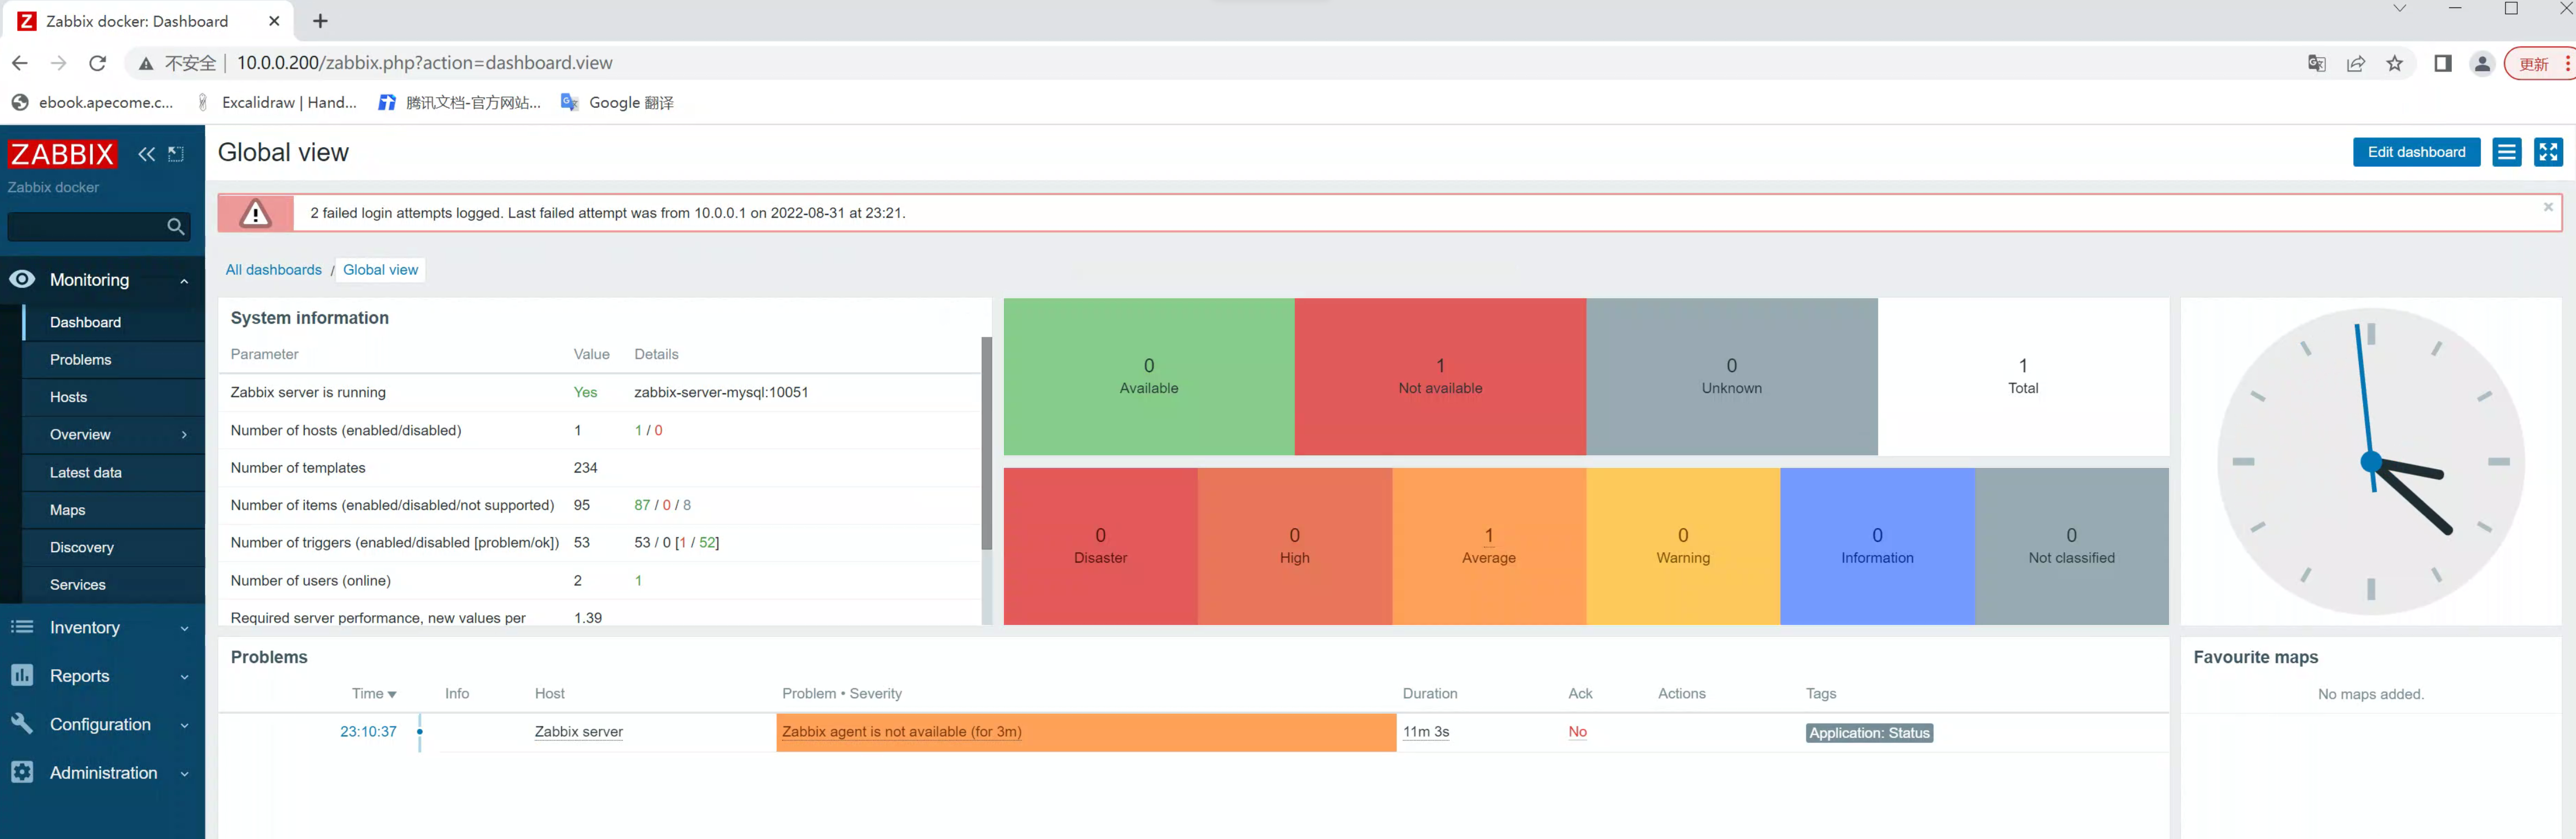 Z Zabbix docker: Dashboard
不安全 | 10.0.0.200/zabbix.php?action=dashboard.view 更新
ebook.apecome.c... Excalidraw | Hand... 腾讯文档-官方网站... Google 翻译
ZABBIX
Zabbix docker
Monitoring
Dashboard
Problems
Hosts
Overview
Latest data
Maps
Discovery
Services
Inventory
Reports
Configuration
Administration
Global view
Edit dashboard
2 failed login attempts logged. Last failed attempt was from 10.0.0.1 on 2022-08-31 at 23:21.
All dashboards / Global view
System information
Parameter Value Details
Zabbix server is running Yes zabbix-server-mysql:10051
Number of hosts (enabled/disabled) 1 1 / 0
Number of templates 234
Number of items (enabled/disabled/not supported) 95 87 / 0 / 8
Number of triggers (enabled/disabled [problem/ok]) 53 53 / 0 [1 / 52]
Number of users (online) 2 1
Required server performance, new values per 1.39
0 1 0 1
Available Not available Unknown Total
0 0 1 0 0 0
Disaster High Average Warning Information Not classified
Problems
Time ▼ Info Host Problem • Severity Duration Ack Actions Tags
23:10:37 Zabbix server Zabbix agent is not available (for 3m) 11m 3s No Application: Status
Favourite maps
No maps added.